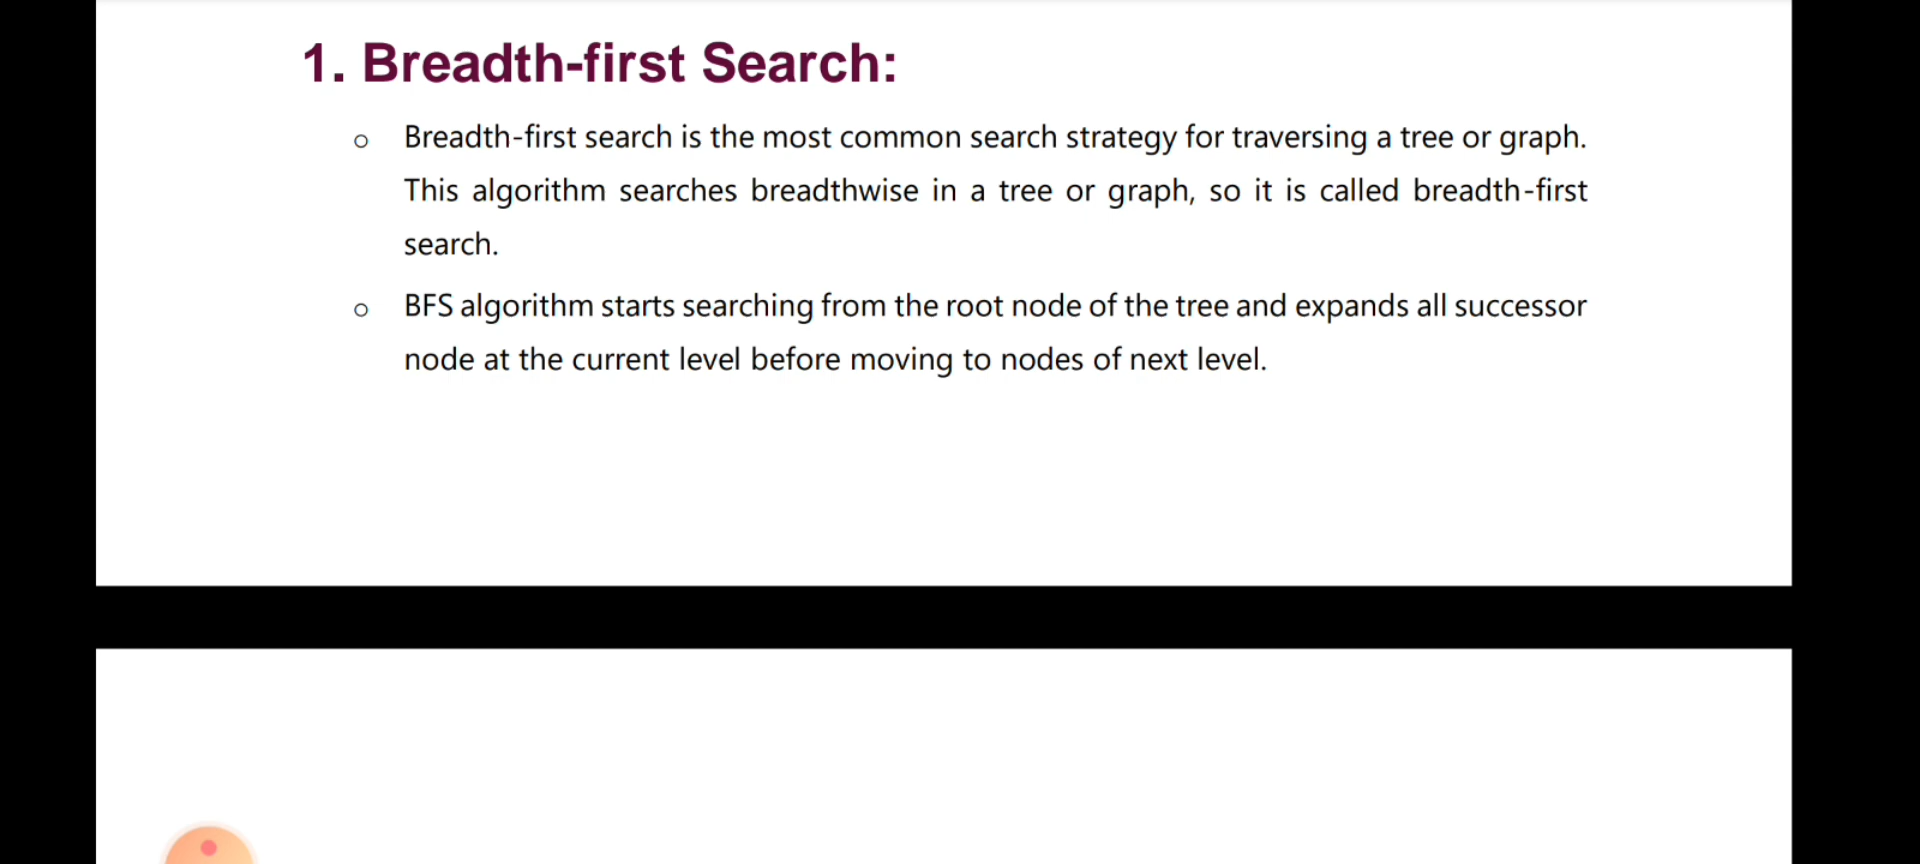 1. Breadth-first Search:
o Breadth-first search is the most common search strategy for traversing a tree or graph.
This algorithm searches breadthwise in a tree or graph, so it is called breadth-first
search.
o BFS algorithm starts searching from the root node of the tree and expands all successor
node at the current level before moving to nodes of next level.